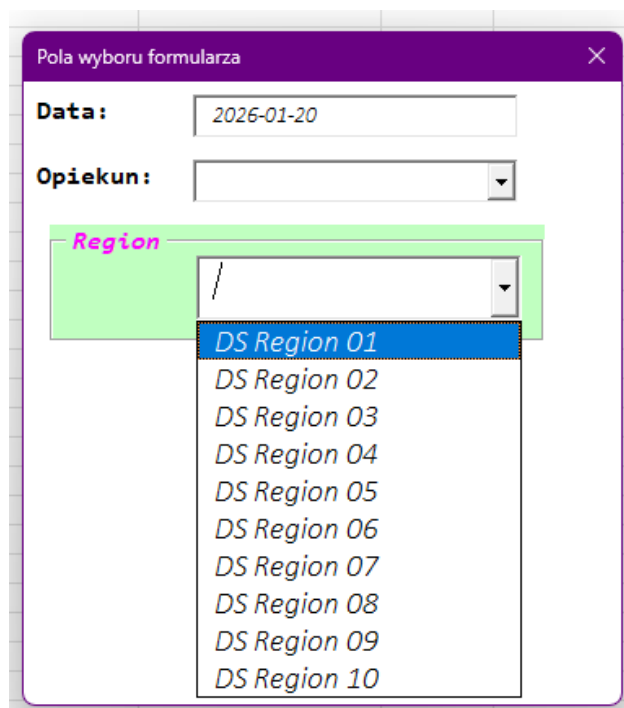 Pola wyboru formularza
Data:
2026-01-20
Opiekun:
Region
DS Region 01
DS Region 02
DS Region 03
DS Region 04
DS Region 05
DS Region 06
DS Region 07
DS Region 08
DS Region 09
DS Region 10